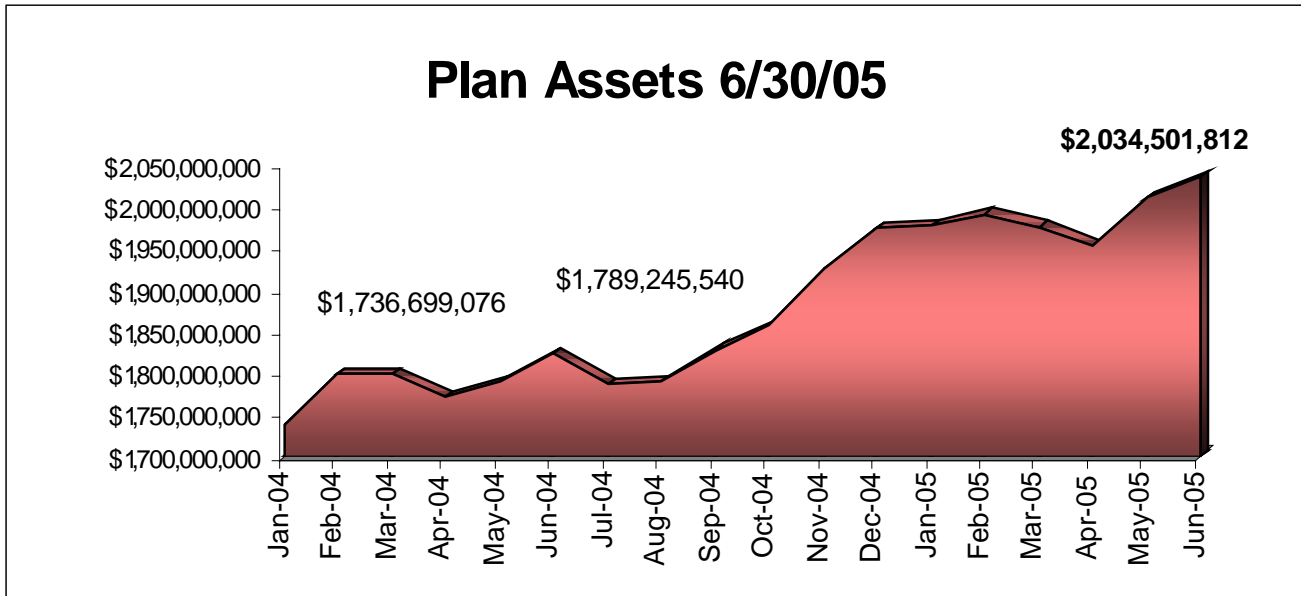 Plan Assets 6/30/05
$2,034,501,812
$2,050,000,000
$2,000,000,000
$1,950,000,000
$1,900,000,000
$1,850,000,000
$1,800,000,000
$1,750,000,000
$1,700,000,000
$1,736,699,076
$1,789,245,540
Jan-04
Feb-04
Mar-04
Apr-04
May-04
Jun-04
Jul-04
Aug-04
Sep-04
Oct-04
Nov-04
Dec-04
Jan-05
Feb-05
Mar-05
Apr-05
May-05
Jun-05